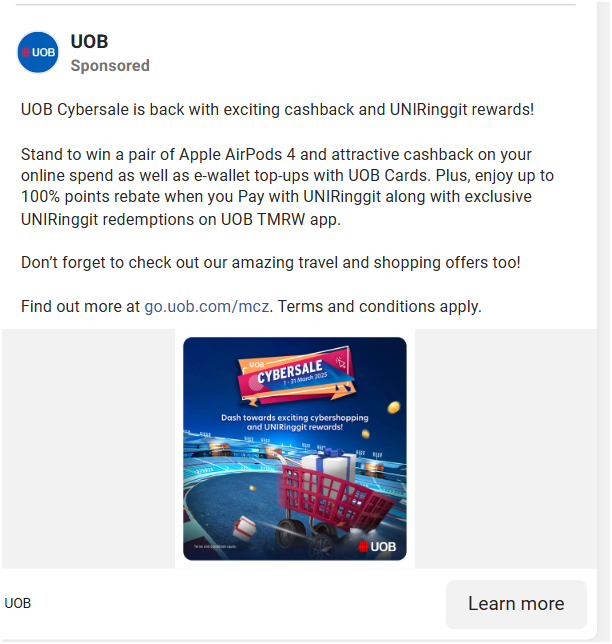 UOB
UOB
Sponsored
UOB Cybersale is back with exciting cashback and UNIRinggit rewards!
Stand to win a pair of Apple AirPods 4 and attractive cashback on your
online spend as well as e-wallet top-ups with UOB Cards. Plus, enjoy up to
100% points rebate when you Pay with UNIRinggit along with exclusive
UNIRinggit redemptions on UOB TMRW app.
Don’t forget to check out our amazing travel and shopping offers too!
Find out more at go.uob.com/mcz. Terms and conditions apply.
UOB
CYBERSALE
1 - 31 March 2025
Dash towards exciting cybershopping
and UNIRinggit rewards!
Terms and conditions apply.
UOB
UOB
Learn more